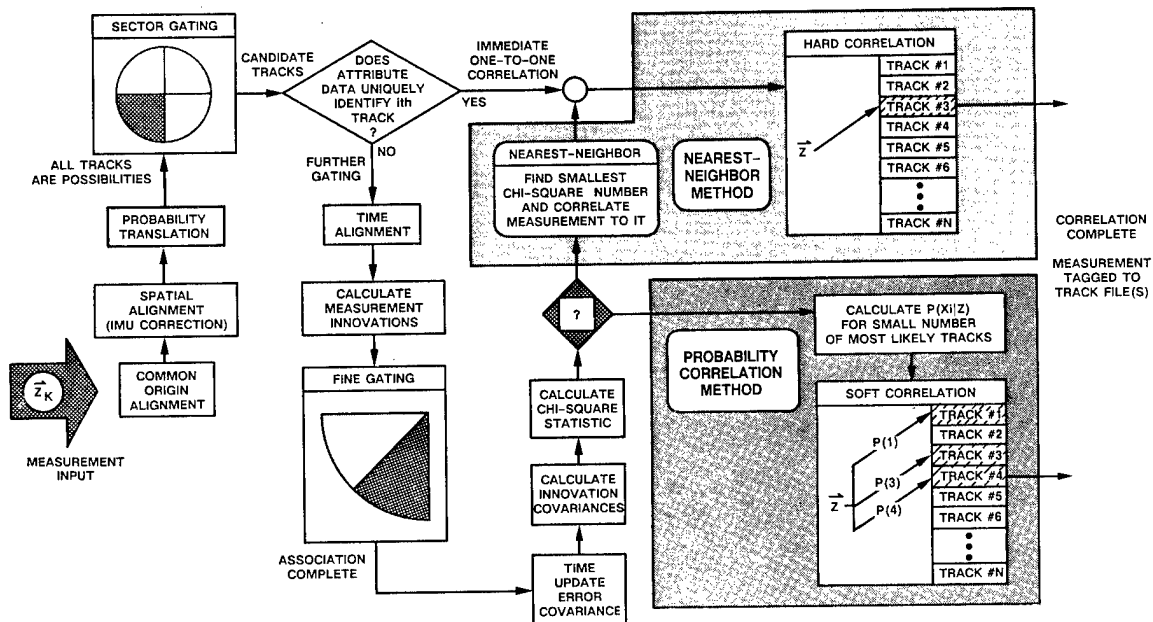 SECTOR GATING
CANDIDATE
TRACKS
DOES
ATTRIBUTE
DATA UNIQUELY
IDENTIFY ith
TRACK
?
IMMEDIATE
ONE-TO-ONE
CORRELATION
YES
NO
HARD CORRELATION
TRACK #1
TRACK #2
TRACK #3
TRACK #4
TRACK #5
TRACK #6
TRACK #N
Z
ALL TRACKS
ARE POSSIBILITIES
FURTHER
GATING
NEAREST-NEIGHBOR
FIND SMALLEST
CHI-SQUARE NUMBER
AND CORRELATE
MEASUREMENT TO IT
NEAREST-
NEIGHBOR
METHOD
PROBABILITY
TRANSLATION
TIME
ALIGNMENT
CORRELATION
COMPLETE
MEASUREMENT
TAGGED TO
TRACK FILE(S)
SPATIAL
ALIGNMENT
(IMU CORRECTION)
CALCULATE
MEASUREMENT
INNOVATIONS
?
CALCULATE P(Xi|Z)
FOR SMALL NUMBER
OF MOST LIKELY TRACKS
PROBABILITY
CORRELATION
METHOD
Z K
COMMON
ORIGIN
ALIGNMENT
MEASUREMENT
INPUT
FINE GATING
CALCULATE
CHI-SQUARE
STATISTIC
SOFT CORRELATION
TRACK #1
TRACK #2
TRACK #3
TRACK #4
TRACK #5
TRACK #6
TRACK #N
P(1)
P(3)
P(4)
Z
CALCULATE
INNOVATION
COVARIANCES
ASSOCIATION
COMPLETE
TIME
UPDATE
ERROR
COVARIANCE